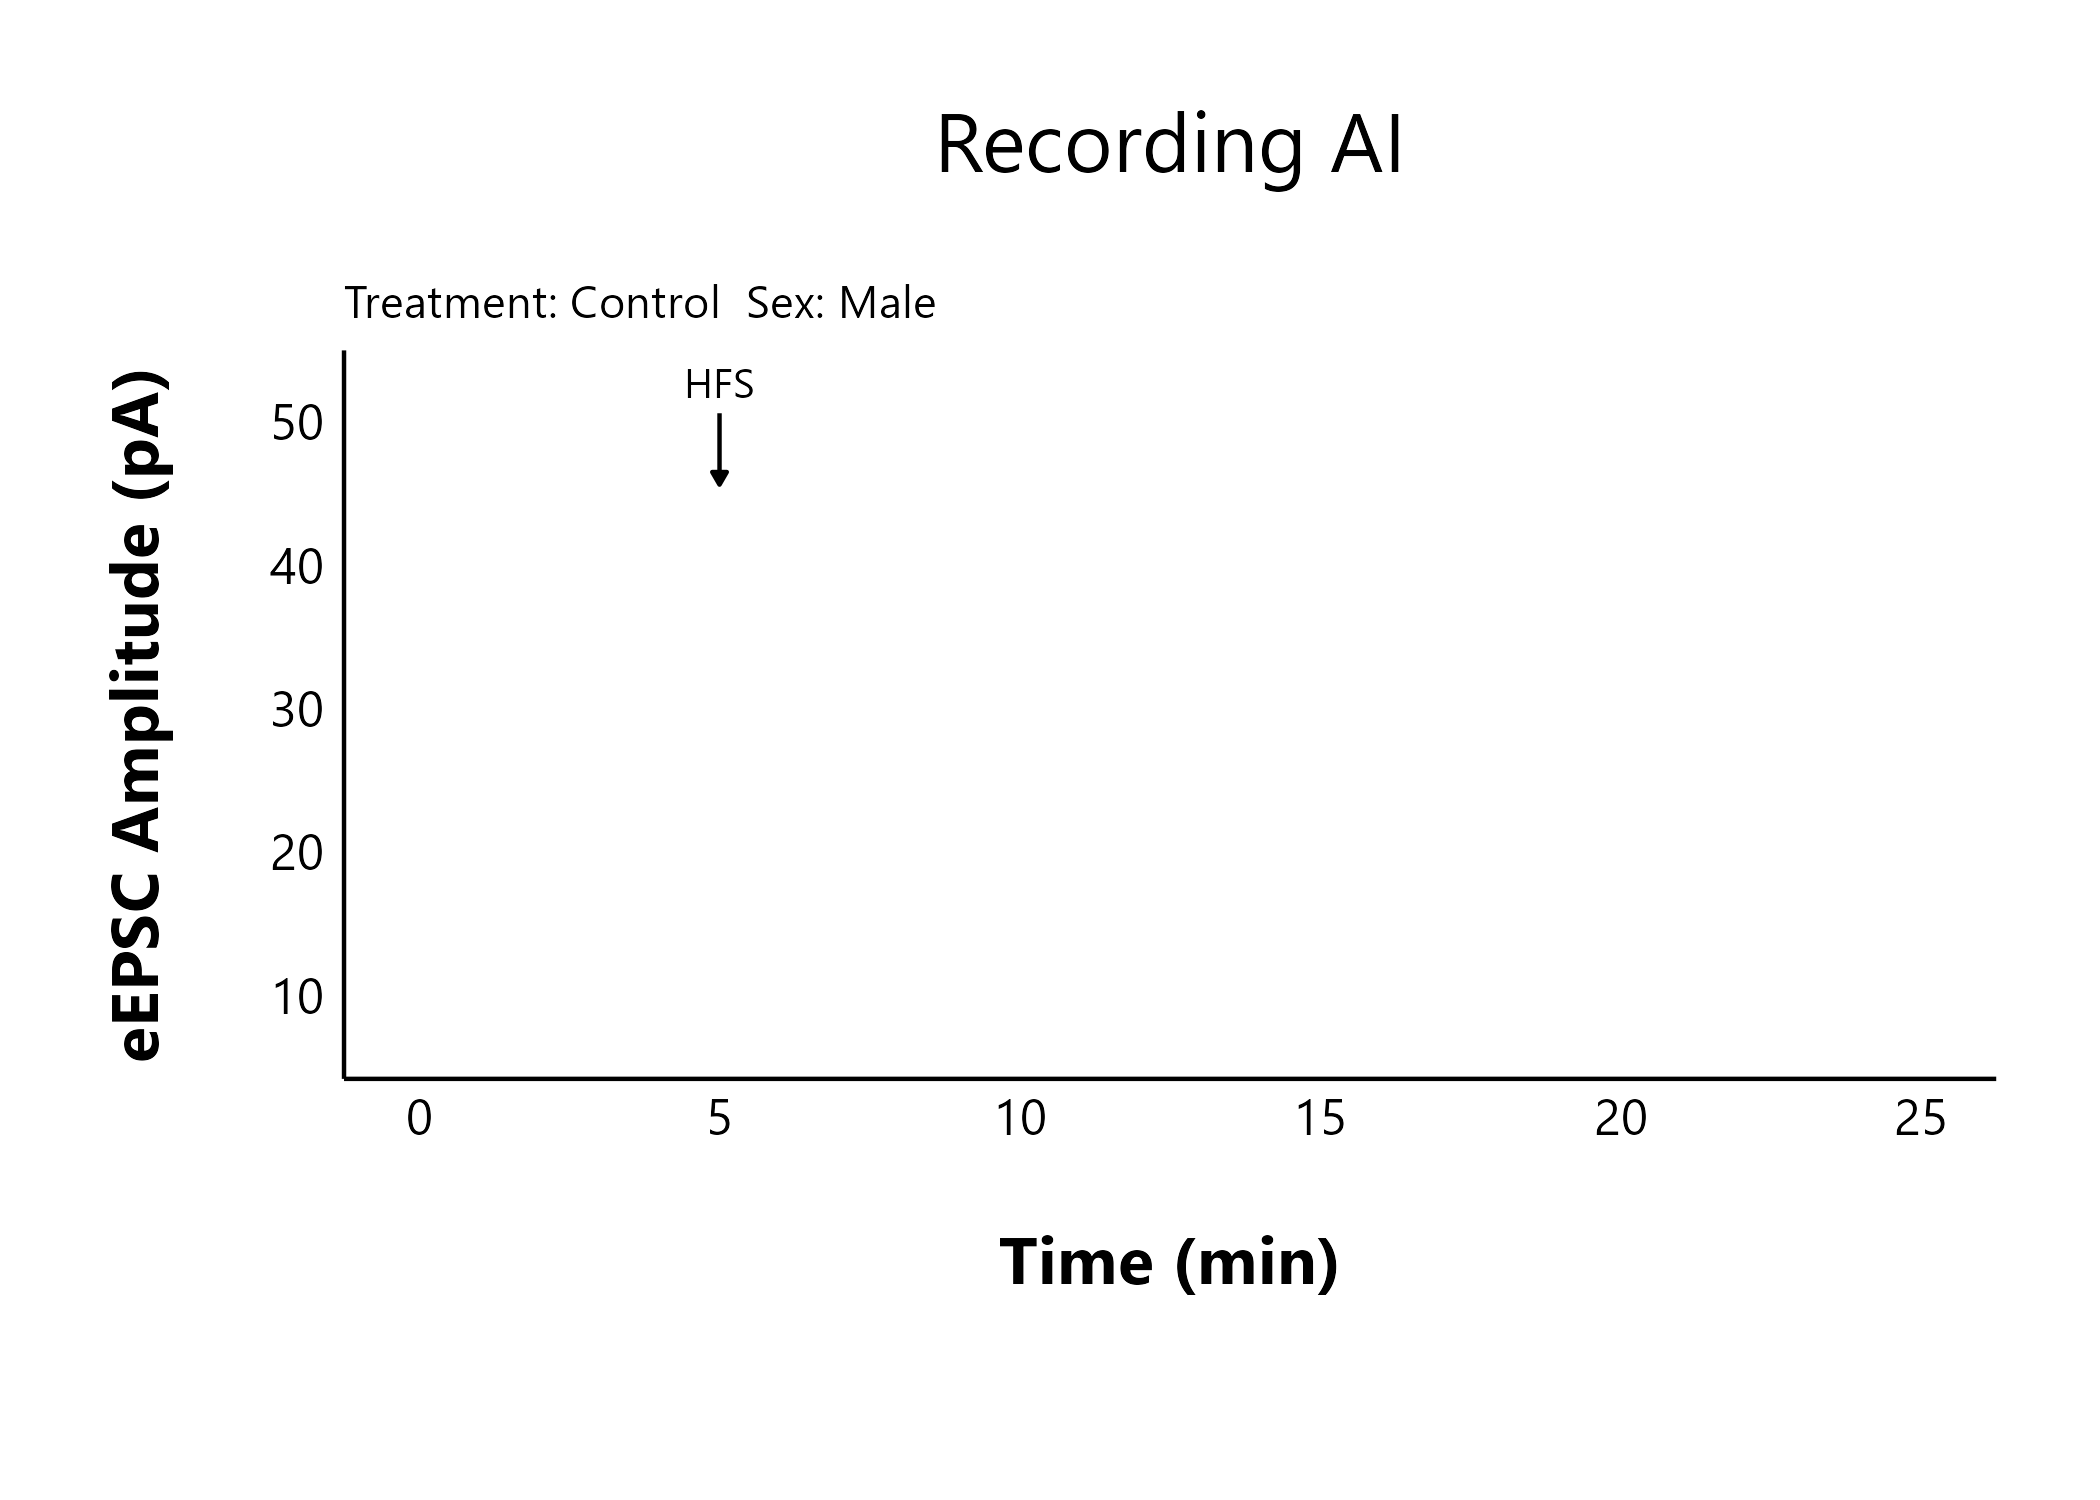 Recording AI
Treatment: Control  Sex: Male
HFS
eEPSC Amplitude (pA)
50
40
30
20
10
0 5 10 15 20 25
Time (min)